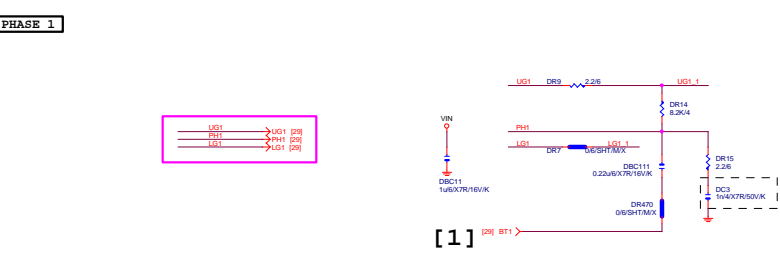 PHASE 1
UG1 DR9 2.2/6 UG1_1
DR14
8.2K/4
VIN
UG1 UG1 [29]
PH1 PH1 [29]
LG1 LG1 [29]
PH1
LG1 DR7 0/6/SHT/M/X LG1_1
DR15
2.2/6
DBC111
0.22u/6/X7R/16V/K
DBC11
1u/6/X7R/16V/K
DC3
1n/4/X7R/50V/K
DR470
0/6/SHT/M/X
[1] [29] BT1